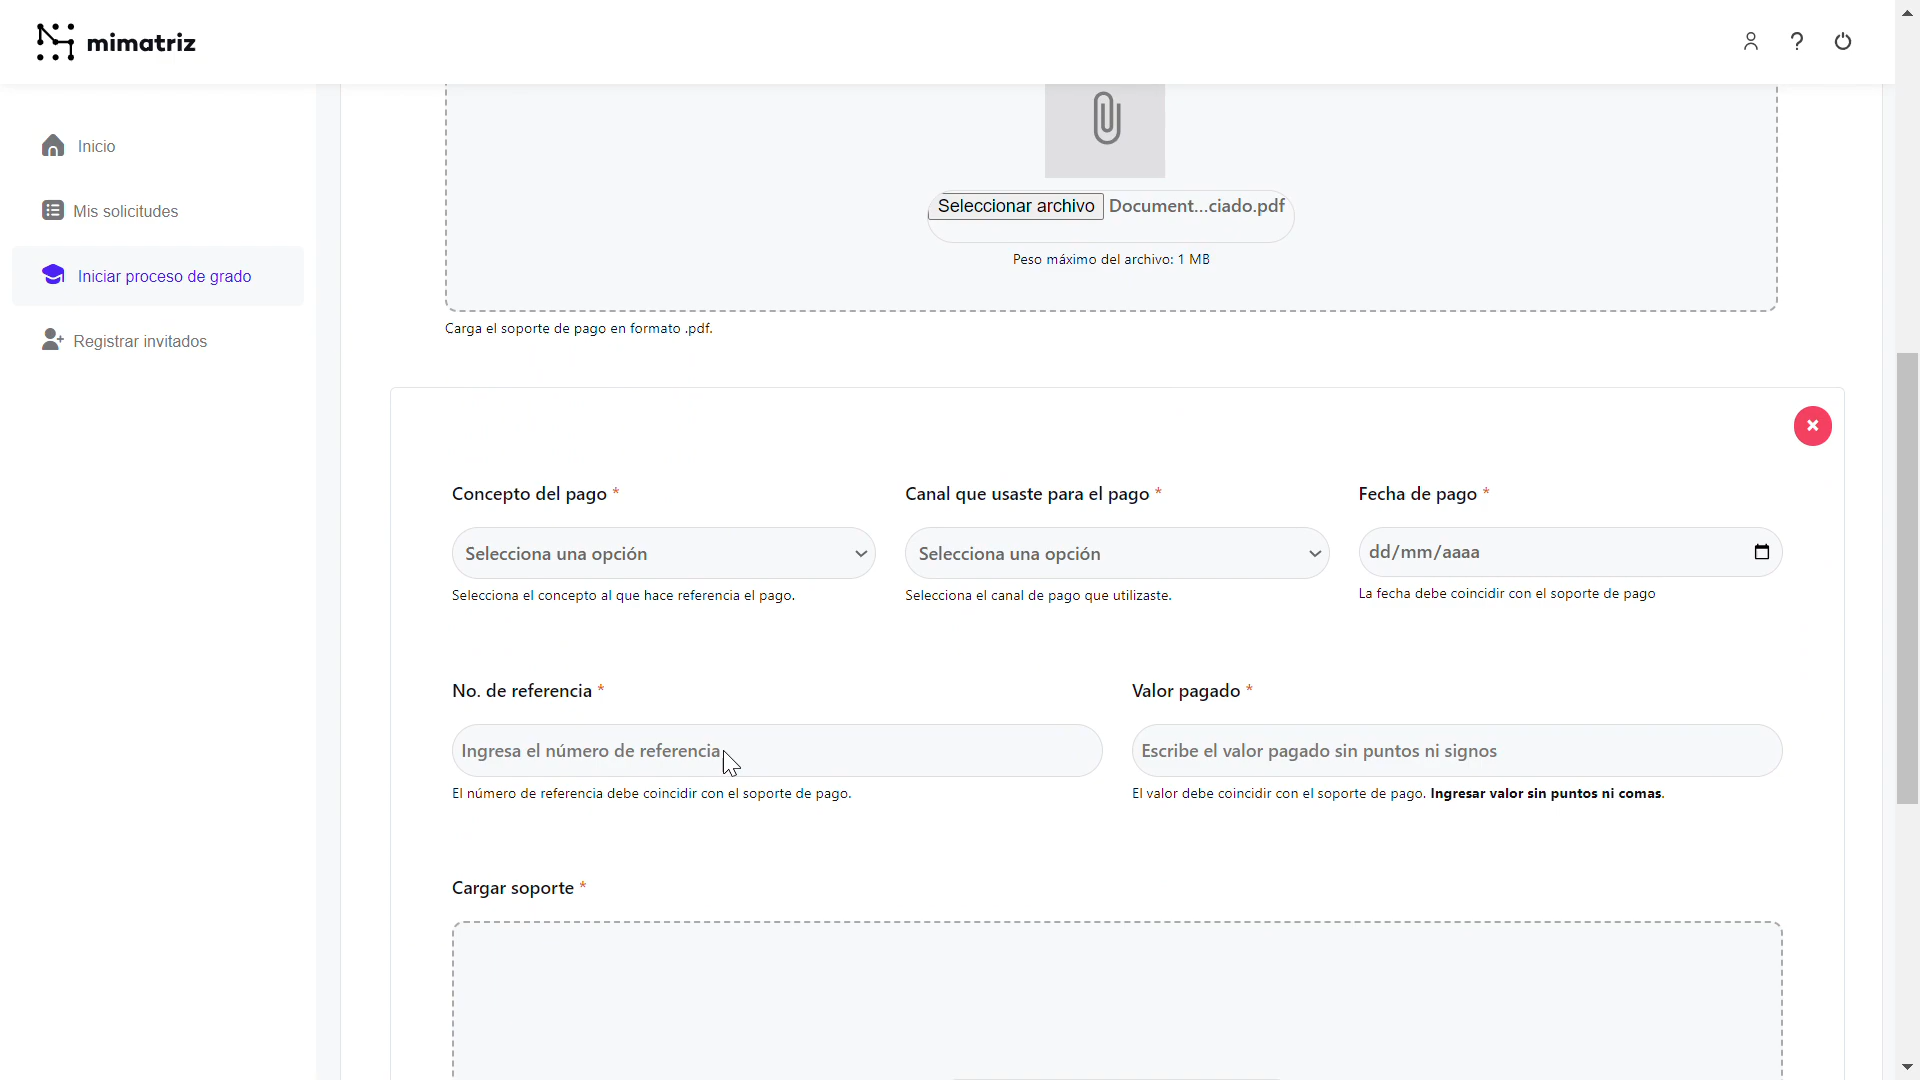 mimatriz
Inicio
Mis solicitudes
Iniciar proceso de grado
Registrar invitados
Seleccionar archivo Document...ciado.pdf
Peso máximo del archivo: 1 MB
Carga el soporte de pago en formato .pdf.
Concepto del pago * Canal que usaste para el pago * Fecha de pago *
Selecciona una opción Selecciona una opción dd/mm/aaaa
Selecciona el concepto al que hace referencia el pago. Selecciona el canal de pago que utilizaste. La fecha debe coincidir con el soporte de pago
No. de referencia * Valor pagado *
Ingresa el número de referencia Escribe el valor pagado sin puntos ni signos
El número de referencia debe coincidir con el soporte de pago. El valor debe coincidir con el soporte de pago. Ingresar valor sin puntos ni comas.
Cargar soporte *